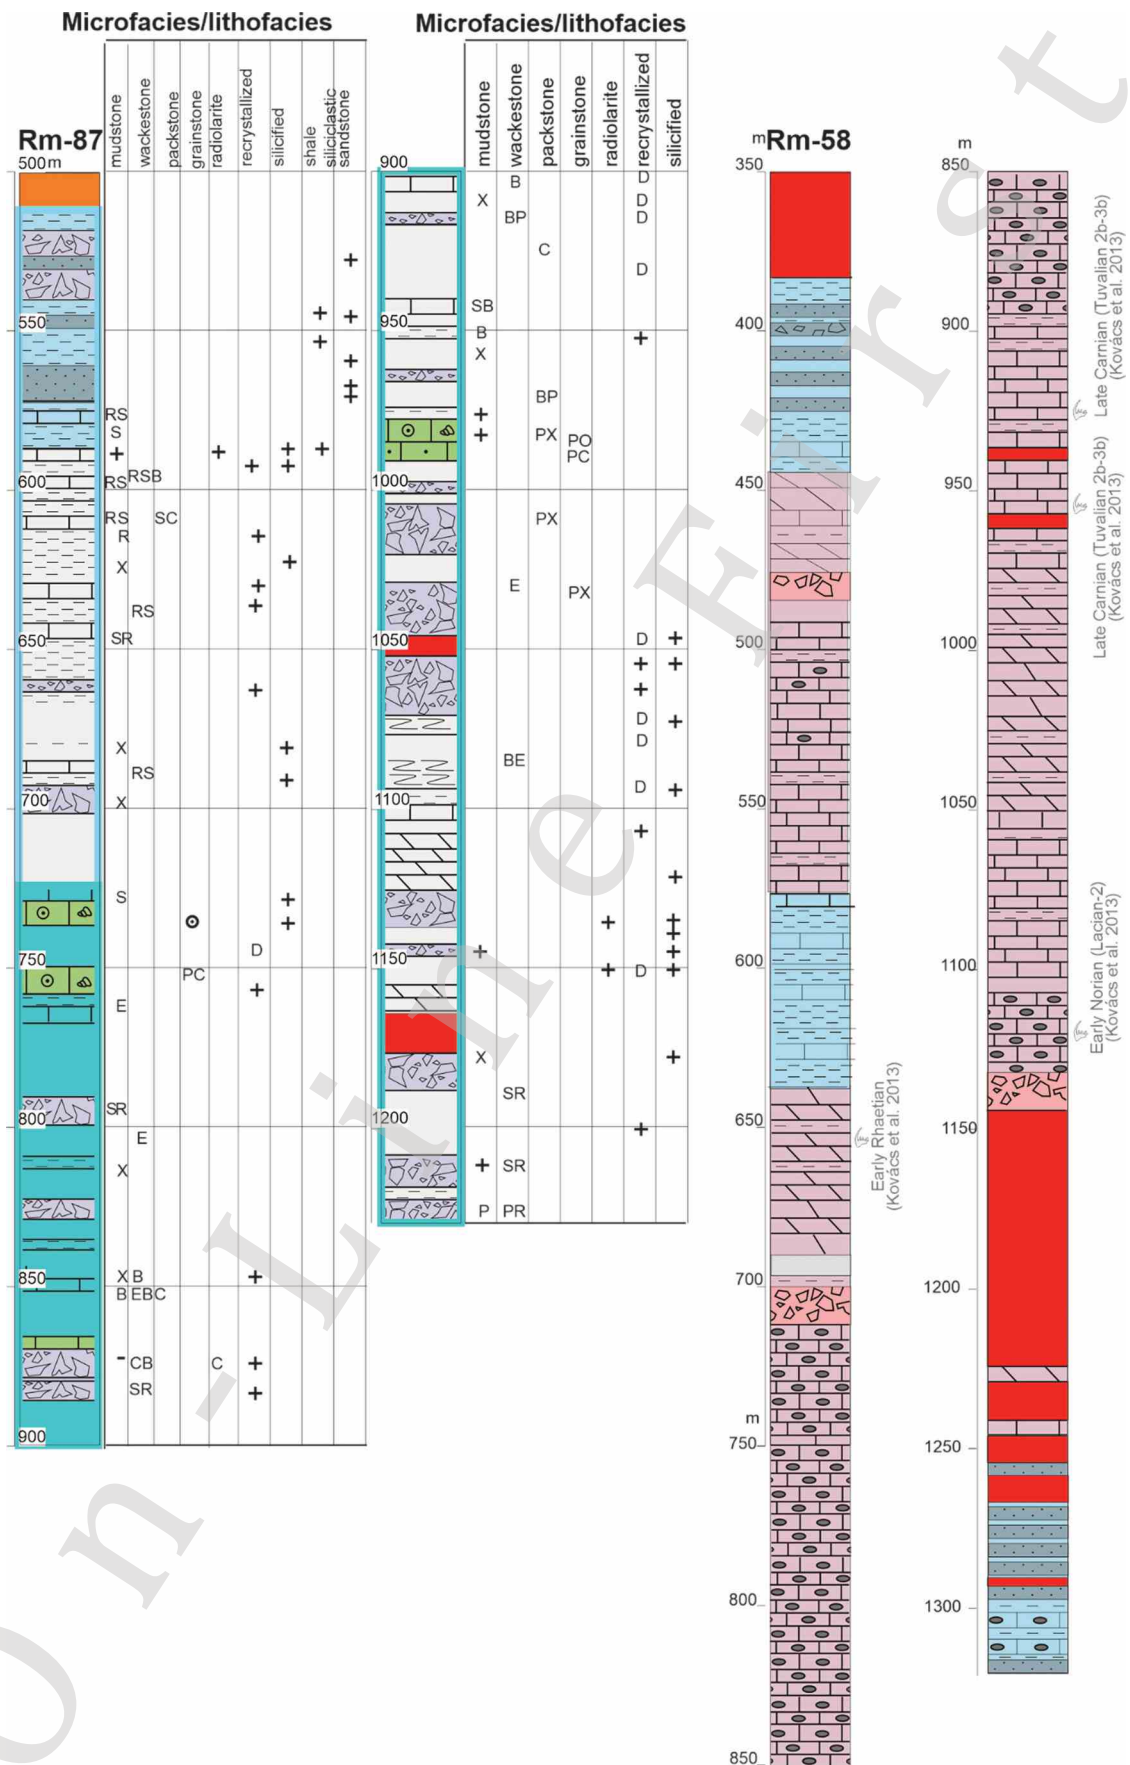 Microfacies/lithofacies
Rm-87
500 m
mudstone
wackestone
packstone
grainstone
radiolarite
recrystallized
silicified
shale
siliciclastic
sandstone
550
RS
S
RSB
600
RS
RS SC
R
X
RS
650
SR
X
RS
700
X
S
D
750
PC
E
SR
800
E
X
850
X B
B EB C
CB C
SR
900
Microfacies/lithofacies
mudstone
wackestone
packstone
grainstone
radiolarite
recrystallized
silicified
900
B D
X D
BP D
C
D
SB
950
B
X
BP
PX PO
PC
1000
PX
E PX
1050
D
D
D
BE
D
1100
1150
D
X
SR
1200
SR
P PR
m Rm-58
350
400
450
500
550
600
650
Early Rhaetian
(Kovács et al. 2013)
700
m
750
800
850
m
850
Late Carnian (Tuvalian 2b-3b)
(Kovács et al. 2013)
900
950
Late Carnian (Tuvalian 2b-3b)
(Kovács et al. 2013)
1000
1050
1100
Early Norian (Lacian-2)
(Kovács et al. 2013)
1150
1200
1250
1300
On-Line First